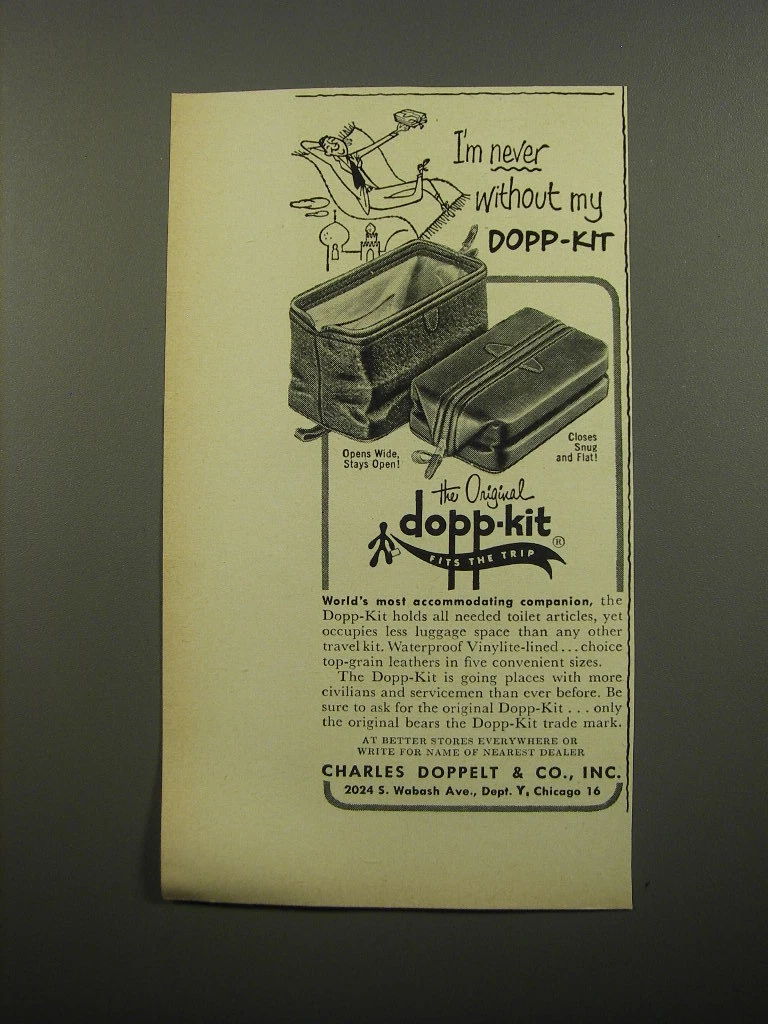 I'm never
without my
DOPP-KIT
Opens Wide,
Stays Open!
Closes
Snug
and Flat!
the Original
dopp-kit ®
FITS THE TRIP
World's most accommodating companion, the
Dopp-Kit holds all needed toilet articles, yet
occupies less luggage space than any other
travel kit. Waterproof Vinylite-lined . . . choice
top-grain leathers in five convenient sizes.
The Dopp-Kit is going places with more
civilians and servicemen than ever before. Be
sure to ask for the original Dopp-Kit . . . only
the original bears the Dopp-Kit trade mark.
AT BETTER STORES EVERYWHERE OR
WRITE FOR NAME OF NEAREST DEALER
CHARLES DOPPELT & CO., INC.
2024 S. Wabash Ave., Dept. Y, Chicago 16